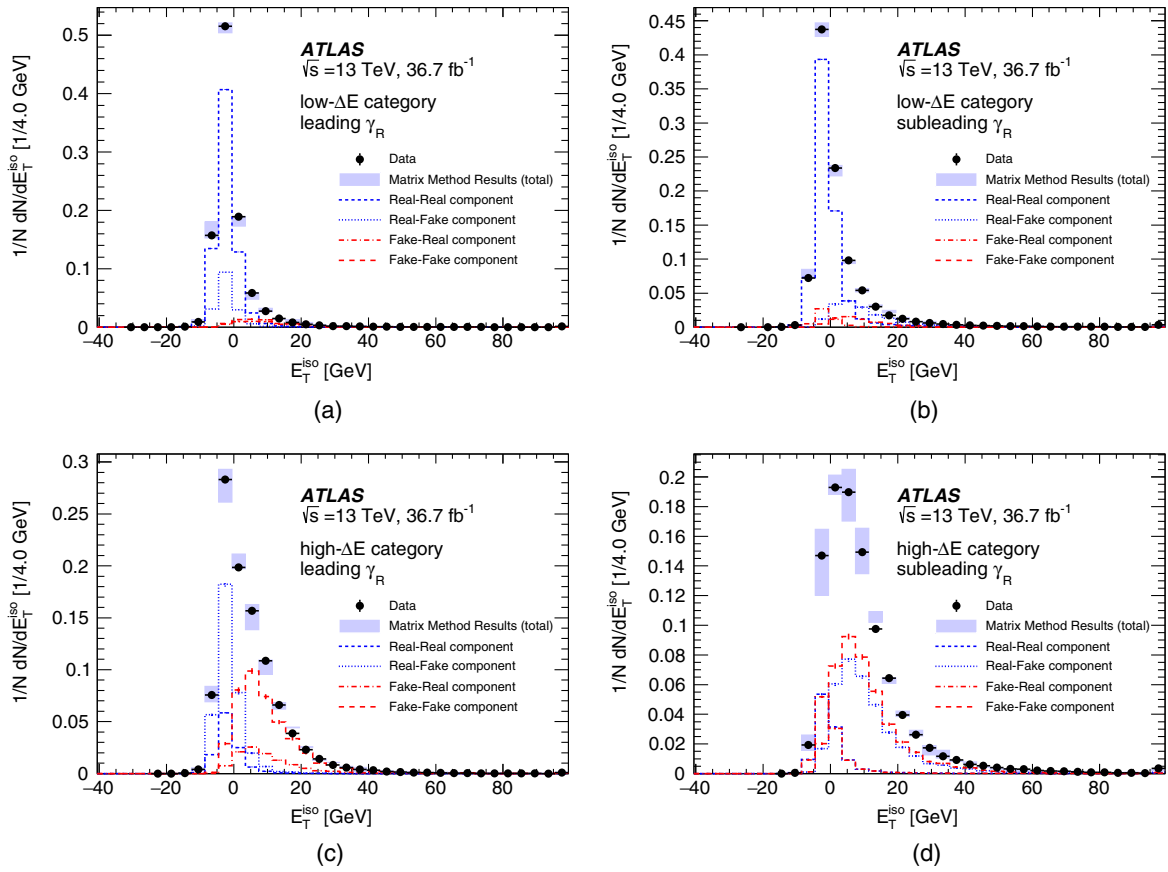 1/N dN/dE_T^iso [1/4.0 GeV]
0.5
0.4
0.3
0.2
0.1
0
ATLAS
√s =13 TeV, 36.7 fb⁻¹
low-ΔE category
leading γ_R
Data
Matrix Method Results (total)
Real-Real component
Real-Fake component
Fake-Real component
Fake-Fake component
−40 −20 0 20 40 60 80
E_T^iso [GeV]
(a)
1/N dN/dE_T^iso [1/4.0 GeV]
0.45
0.4
0.35
0.3
0.25
0.2
0.15
0.1
0.05
0
ATLAS
√s =13 TeV, 36.7 fb⁻¹
low-ΔE category
subleading γ_R
Data
Matrix Method Results (total)
Real-Real component
Real-Fake component
Fake-Real component
Fake-Fake component
−40 −20 0 20 40 60 80
E_T^iso [GeV]
(b)
1/N dN/dE_T^iso [1/4.0 GeV]
0.3
0.25
0.2
0.15
0.1
0.05
0
ATLAS
√s =13 TeV, 36.7 fb⁻¹
high-ΔE category
leading γ_R
Data
Matrix Method Results (total)
Real-Real component
Real-Fake component
Fake-Real component
Fake-Fake component
−40 −20 0 20 40 60 80
E_T^iso [GeV]
(c)
1/N dN/dE_T^iso [1/4.0 GeV]
0.2
0.18
0.16
0.14
0.12
0.1
0.08
0.06
0.04
0.02
0
ATLAS
√s =13 TeV, 36.7 fb⁻¹
high-ΔE category
subleading γ_R
Data
Matrix Method Results (total)
Real-Real component
Real-Fake component
Fake-Real component
Fake-Fake component
−40 −20 0 20 40 60 80
E_T^iso [GeV]
(d)